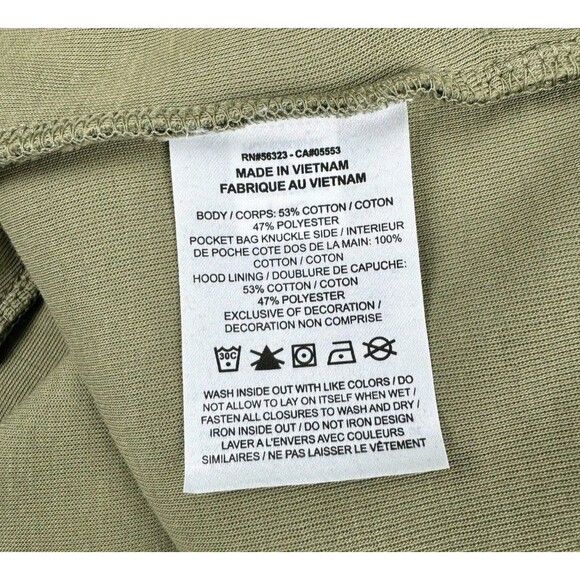 RN#56323 - CA#05553
MADE IN VIETNAM
FABRIQUE AU VIETNAM
BODY / CORPS: 53% COTTON / COTON
47% POLYESTER
POCKET BAG KNUCKLE SIDE / INTERIEUR
DE POCHE COTE DOS DE LA MAIN: 100%
COTTON / COTON
HOOD LINING / DOUBLURE DE CAPUCHE:
53% COTTON / COTON
47% POLYESTER
EXCLUSIVE OF DECORATION /
DECORATION NON COMPRISE
30C
WASH INSIDE OUT WITH LIKE COLORS / DO
NOT ALLOW TO LAY ON ITSELF WHEN WET /
FASTEN ALL CLOSURES TO WASH AND DRY /
IRON INSIDE OUT / DO NOT IRON DESIGN
LAVER A L'ENVERS AVEC COULEURS
SIMILAIRES / NE PAS LAISSER LE VÊTEMENT